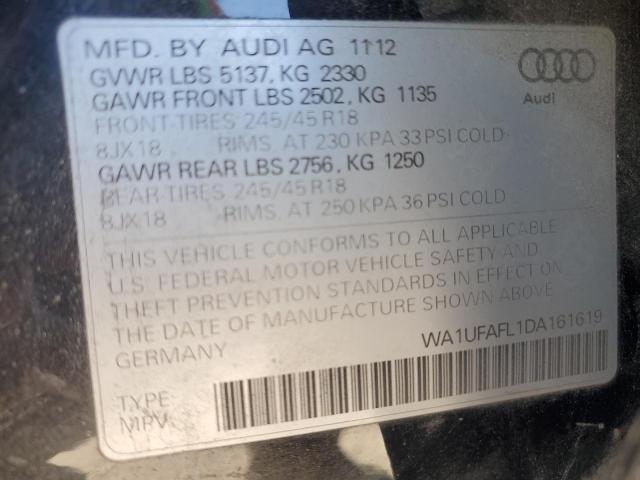 MFD. BY AUDI AG 11 12
GVWR LBS 5137, KG 2330
GAWR FRONT LBS 2502, KG 1135
FRONT TIRES 245/45 R18
8JX18 RIMS, AT 230 KPA 33 PSI COLD
GAWR REAR LBS 2756, KG 1250
REAR TIRES 245/45 R18
8JX18 RIMS, AT 250 KPA 36 PSI COLD
Audi
THIS VEHICLE CONFORMS TO ALL APPLICABLE
U.S. FEDERAL MOTOR VEHICLE SAFETY AND
THEFT PREVENTION STANDARDS IN EFFECT ON
THE DATE OF MANUFACTURE SHOWN ABOVE
GERMANY WA1UFAFL1DA161619
TYPE:
MPV